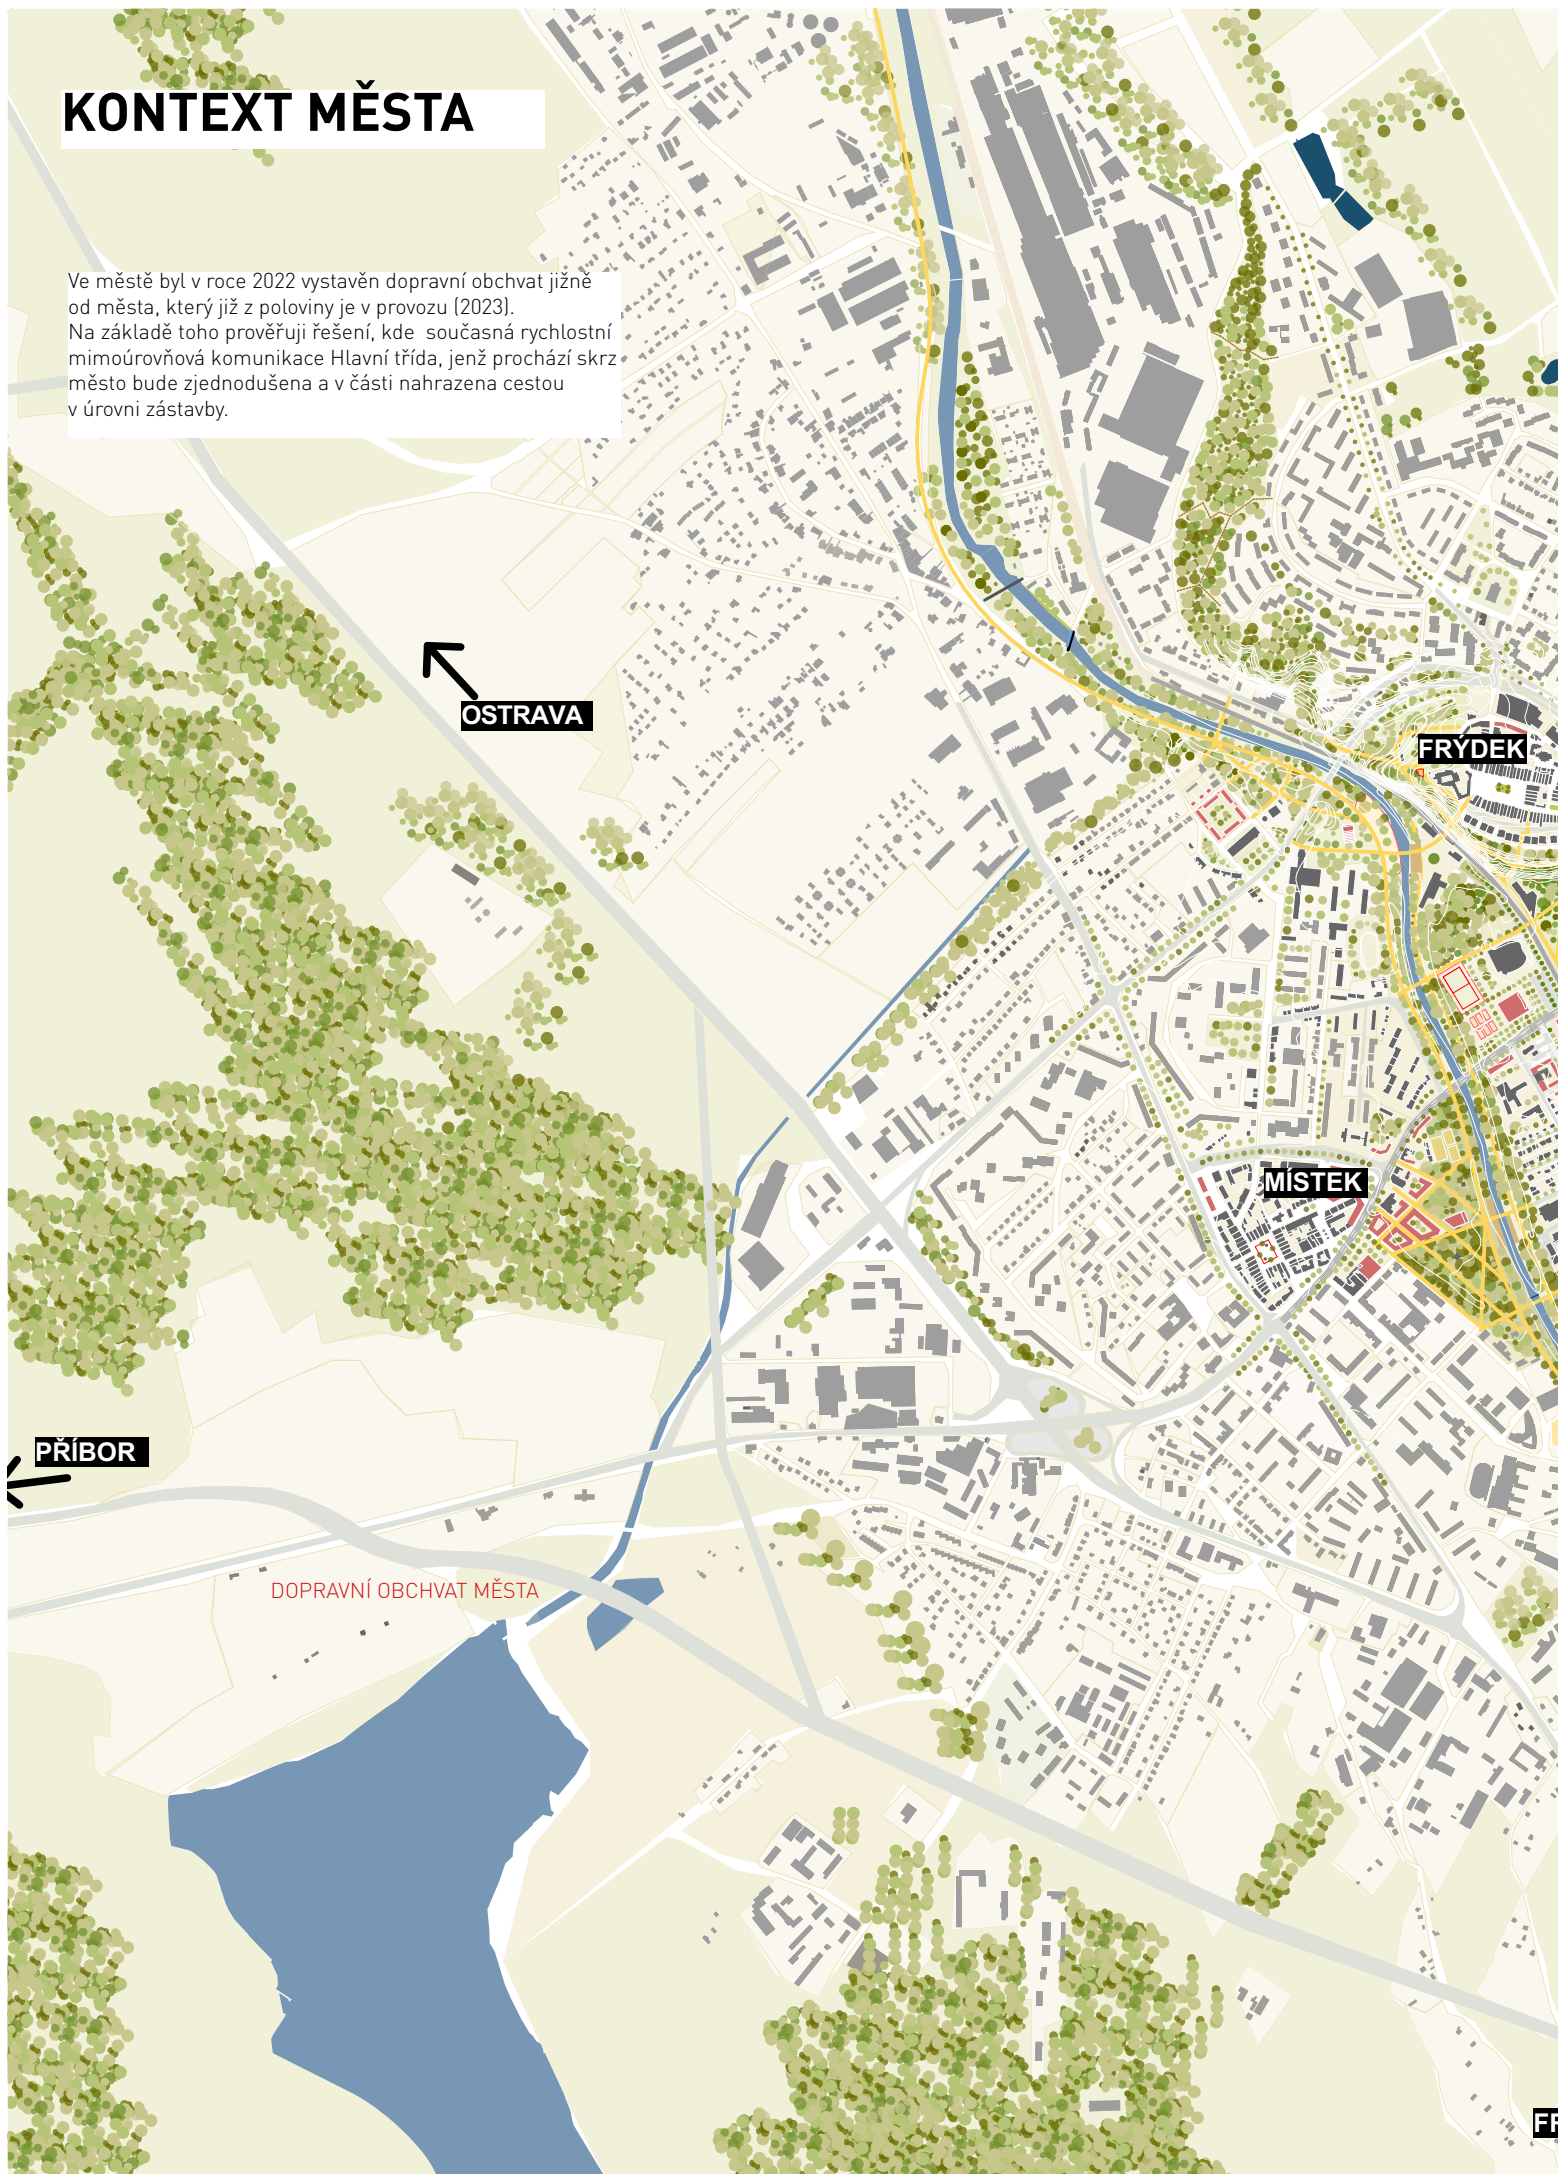 KONTEXT MĚSTA
Ve městě byl v roce 2022 vystavěn dopravní obchvat jižně
od města, který již z poloviny je v provozu (2023).
Na základě toho prověřuji řešení, kde  současná rychlostní
mimoúrovňová komunikace Hlavní třída, jenž prochází skrz
město bude zjednodušena a v části nahrazena cestou
v úrovni zástavby.
OSTRAVA
FRÝDEK
MÍSTEK
PŘÍBOR
DOPRAVNÍ OBCHVAT MĚSTA